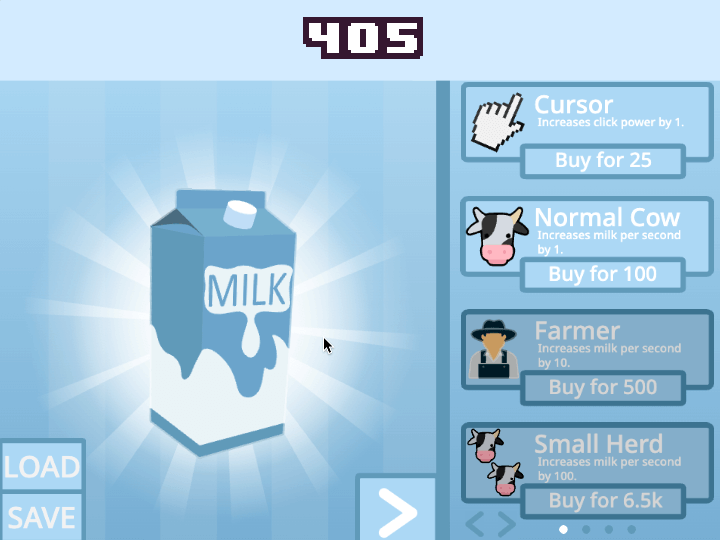 405
Cursor
Increases click power by 1.
Buy for 25
Normal Cow
Increases milk per second
by 1.
Buy for 100
Farmer
Increases milk per second
by 10.
Buy for 500
Small Herd
Increases milk per second
by 100.
Buy for 6.5k
MILK
LOAD
SAVE